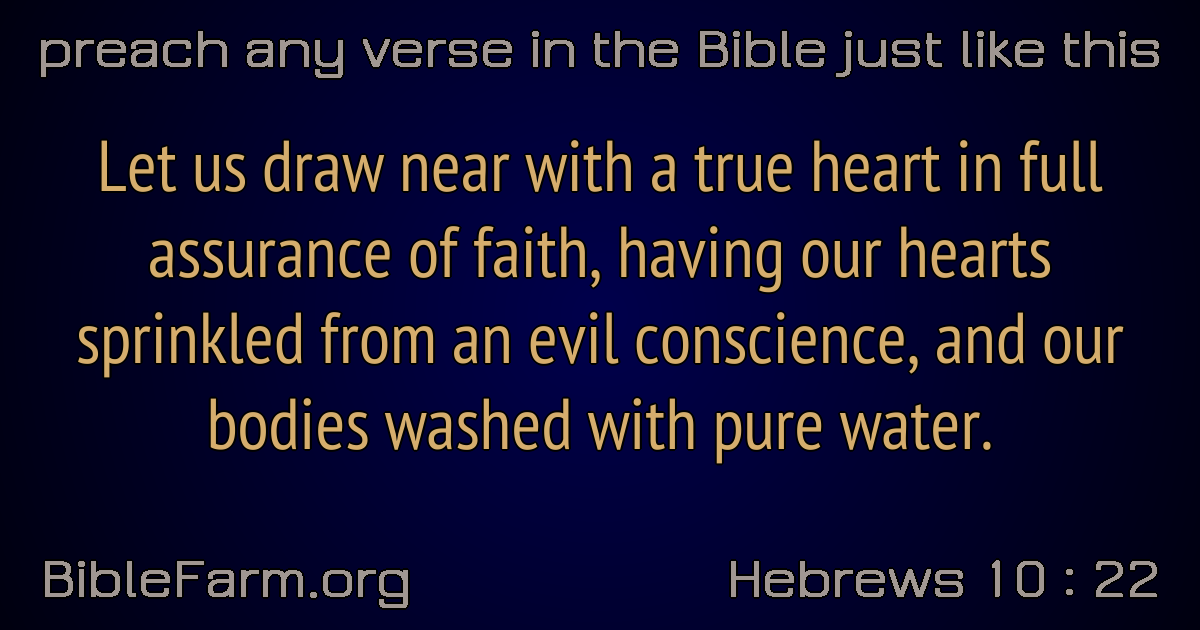 preach any verse in the Bible just like this
Let us draw near with a true heart in full
assurance of faith, having our hearts
sprinkled from an evil conscience, and our
bodies washed with pure water.
BibleFarm.org
Hebrews 10 : 22